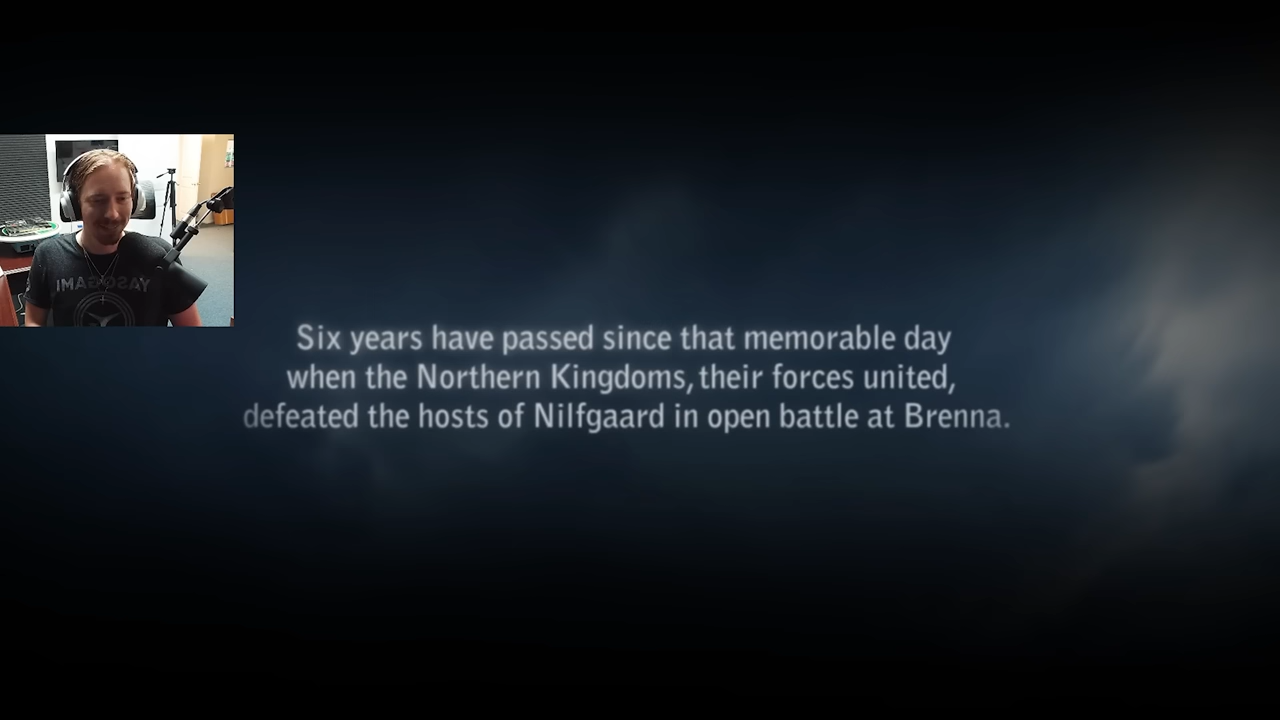 YASOGAMI
Six years have passed since that memorable day
when the Northern Kingdoms, their forces united,
defeated the hosts of Nilfgaard in open battle at Brenna.